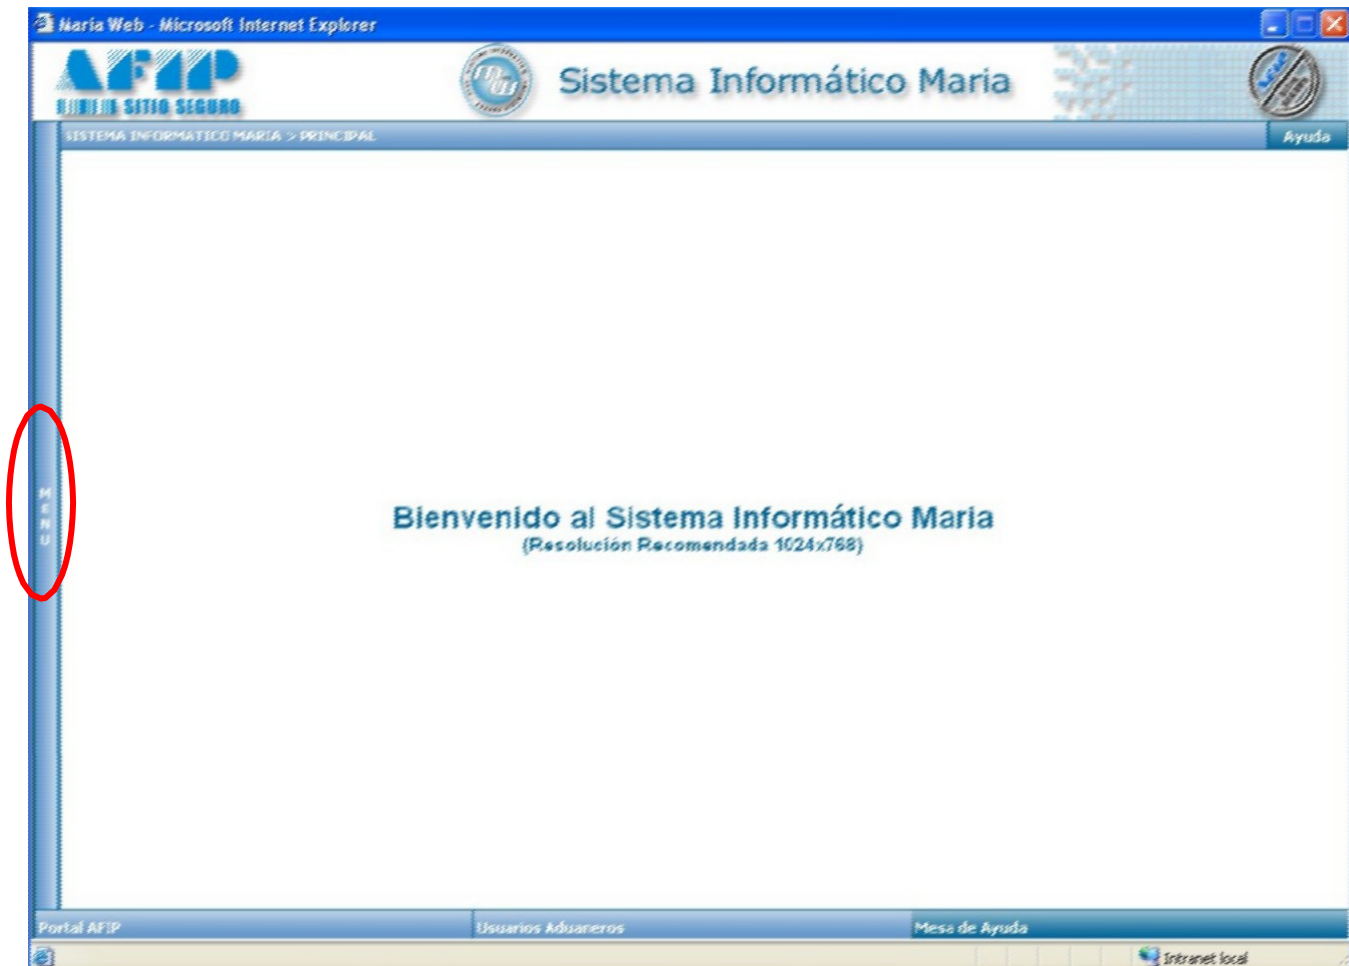 Maria Web - Microsoft Internet Explorer
AFIP
SITIO SEGURO
Sistema Informático Maria
SISTEMA INFORMATICO MARIA > PRINCIPAL
Ayuda
MENU
Bienvenido al Sistema Informático Maria
(Resolución Recomendada 1024x768)
Portal AFIP
Usuarios Aduaneros
Mesa de Ayuda
Intranet local